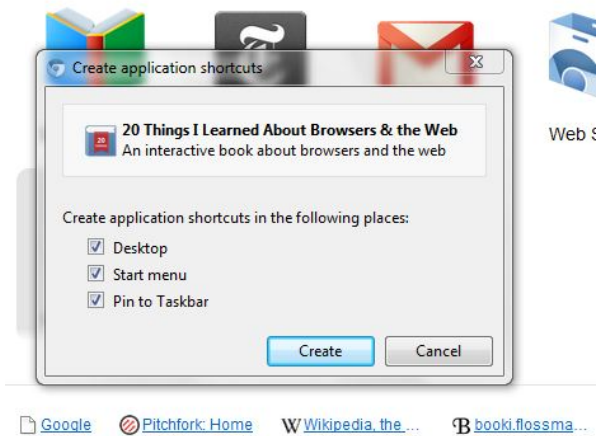 Create application shortcuts
20 Things I Learned About Browsers & the Web
An interactive book about browsers and the web
Web S
Create application shortcuts in the following places:
Desktop
Start menu
Pin to Taskbar
Create Cancel
Google Pitchfork: Home Wikipedia, the ... booki.flossma...